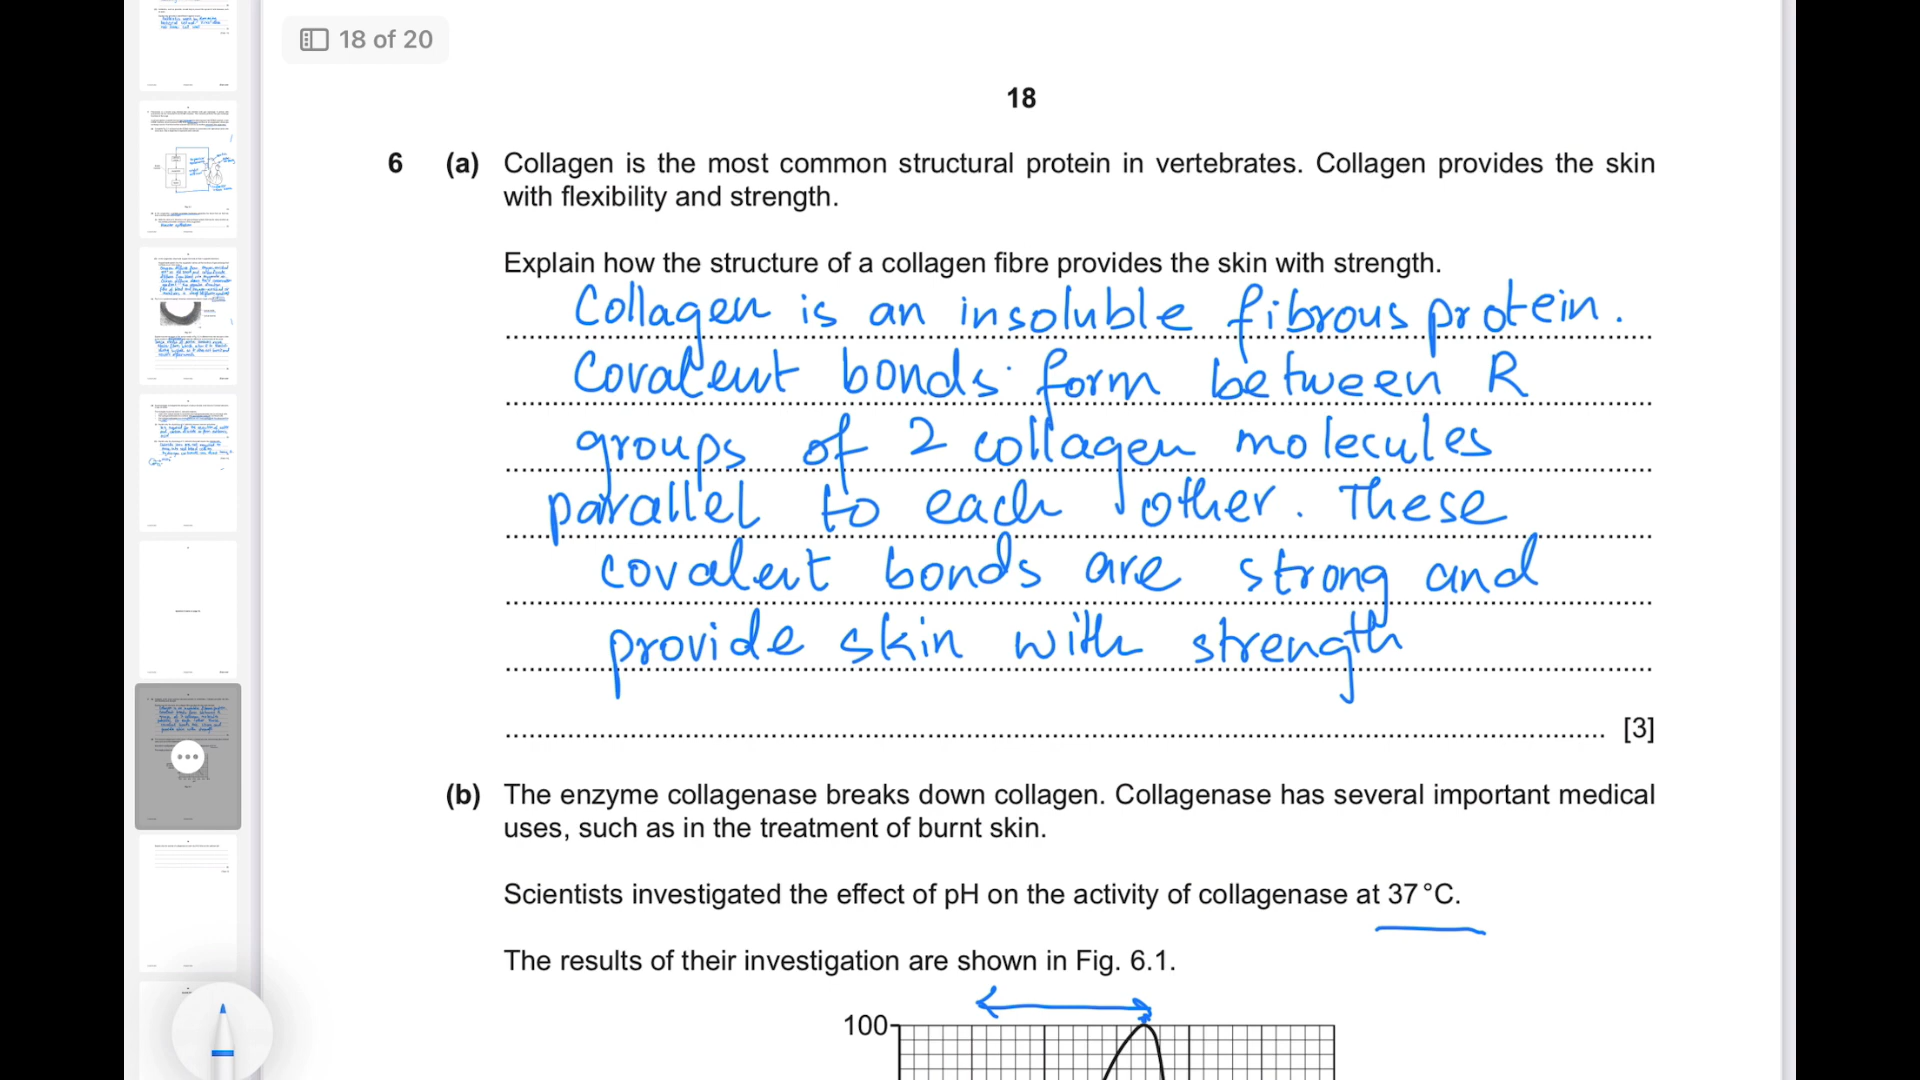 18 of 20
18
6 (a) Collagen is the most common structural protein in vertebrates. Collagen provides the skin
with flexibility and strength.
Explain how the structure of a collagen fibre provides the skin with strength.
Collagen is an insoluble fibrous protein.
Covalent bonds form between R
groups of 2 collagen molecules
parallel to each other. These
covalent bonds are strong and
provide skin with strength
[3]
(b) The enzyme collagenase breaks down collagen. Collagenase has several important medical
uses, such as in the treatment of burnt skin.
Scientists investigated the effect of pH on the activity of collagenase at 37 °C.
The results of their investigation are shown in Fig. 6.1.
100